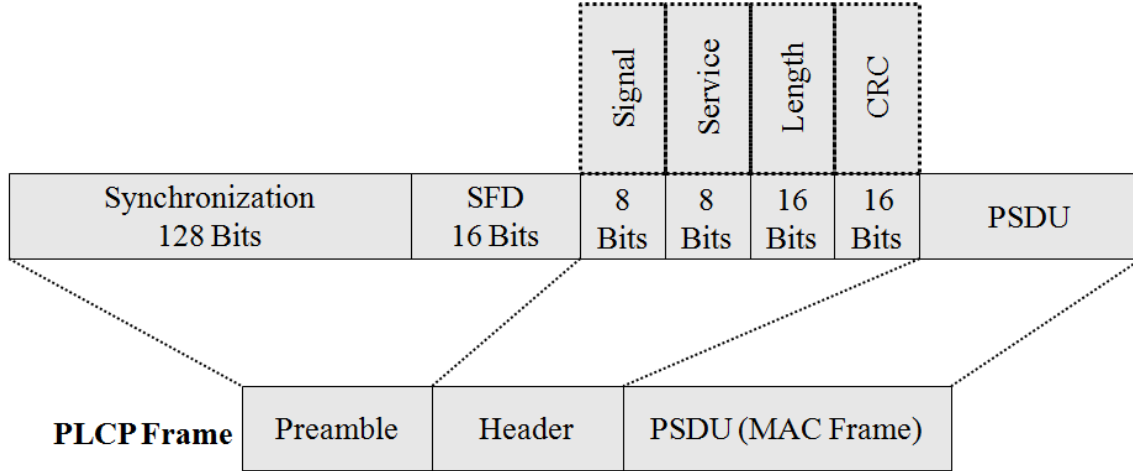 Signal
Service
Length
CRC
Synchronization
128 Bits
SFD
16 Bits
8
Bits
8
Bits
16
Bits
16
Bits
PSDU
PLCP Frame
Preamble
Header
PSDU (MAC Frame)